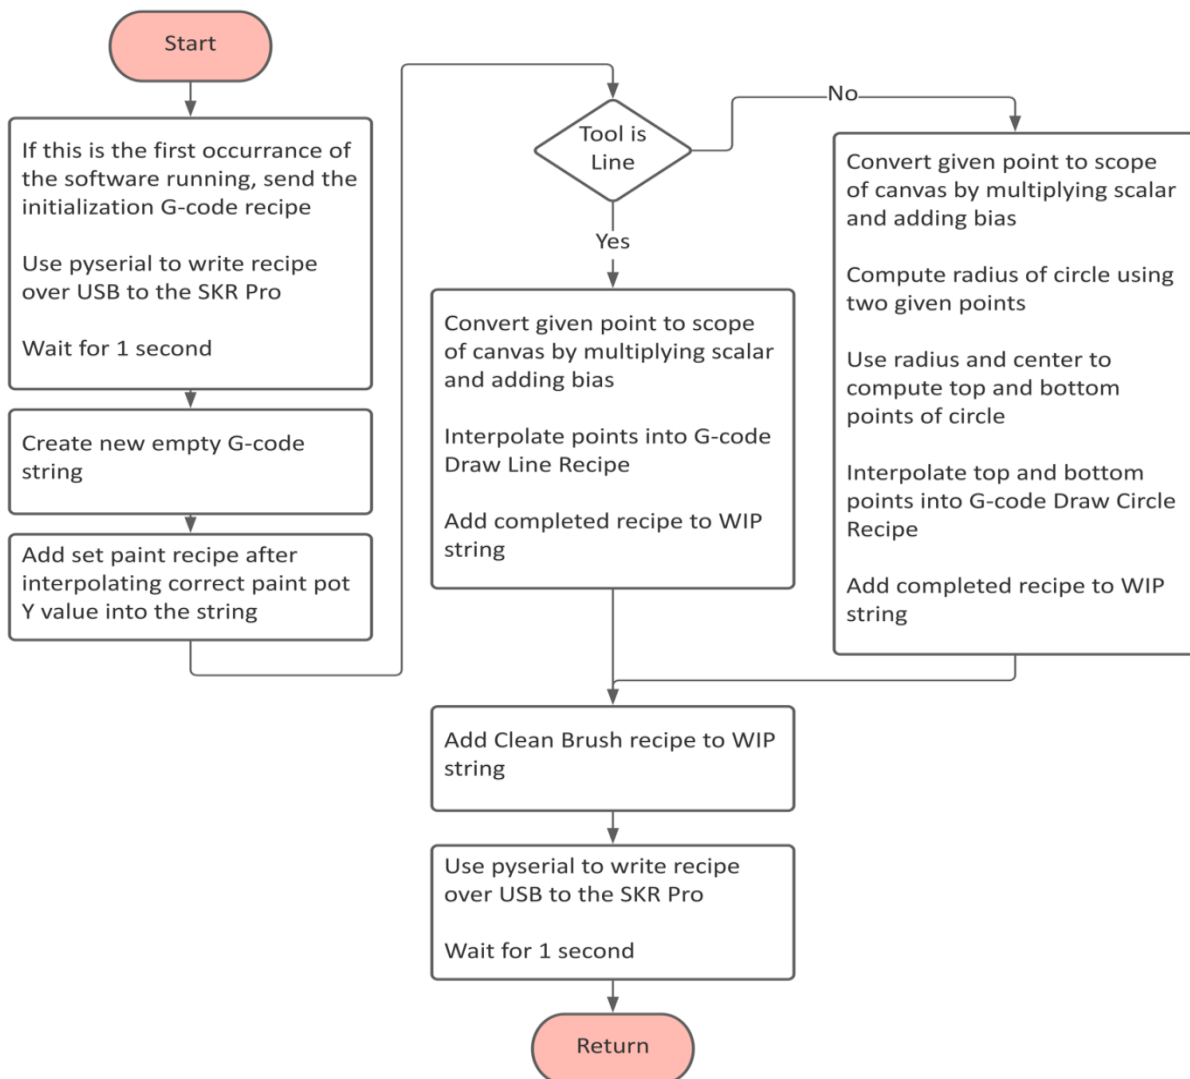 Start
If this is the first occurrance of
the software running, send the
initialization G-code recipe
Use pyserial to write recipe
over USB to the SKR Pro
Wait for 1 second
Create new empty G-code
string
Add set paint recipe after
interpolating correct paint pot
Y value into the string
Tool is
Line
Yes
No
Convert given point to scope
of canvas by multiplying scalar
and adding bias
Interpolate points into G-code
Draw Line Recipe
Add completed recipe to WIP
string
Convert given point to scope
of canvas by multiplying scalar
and adding bias
Compute radius of circle using
two given points
Use radius and center to
compute top and bottom
points of circle
Interpolate top and bottom
points into G-code Draw Circle
Recipe
Add completed recipe to WIP
string
Add Clean Brush recipe to WIP
string
Use pyserial to write recipe
over USB to the SKR Pro
Wait for 1 second
Return